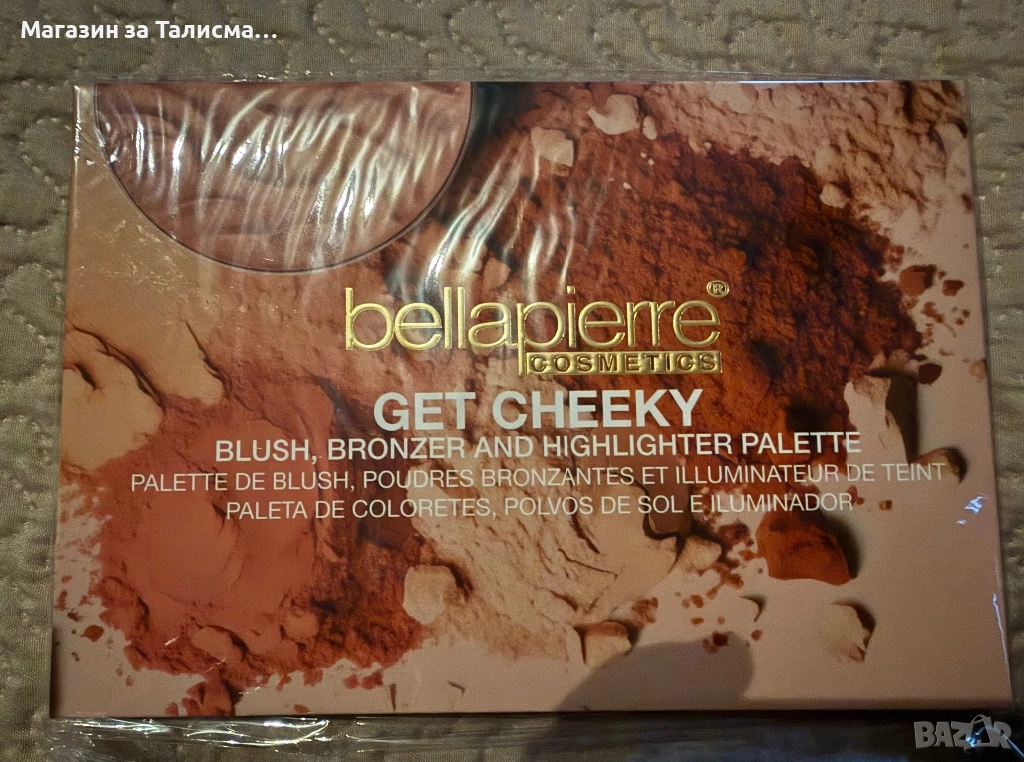 Магазин за Талисма...
bellapierre®
COSMETICS
GET CHEEKY
BLUSH, BRONZER AND HIGHLIGHTER PALETTE
PALETTE DE BLUSH, POUDRES BRONZANTES ET ILLUMINATEUR DE TEINT
PALETA DE COLORETES, POLVOS DE SOL E ILUMINADOR
BAZAR